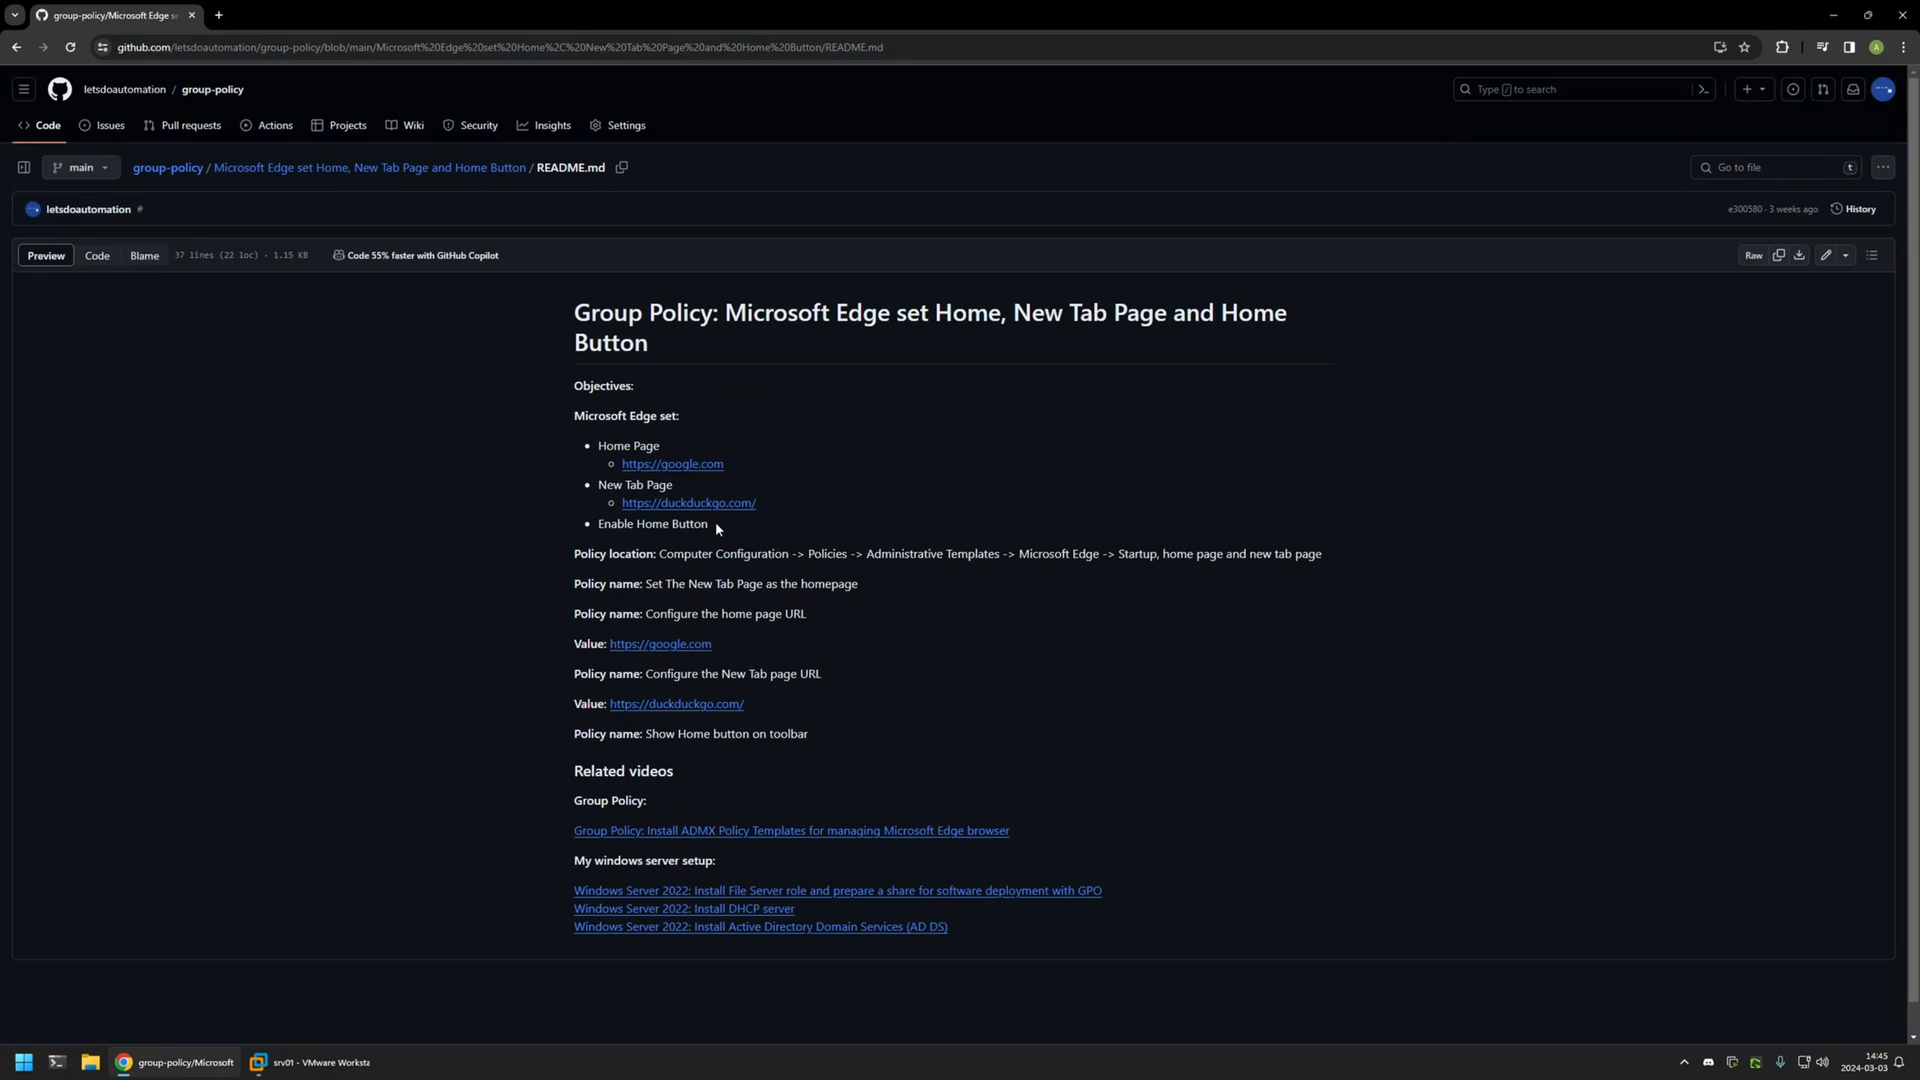 group-policy/Microsoft Edge se
github.com/letsdoautomation/group-policy/blob/main/Microsoft%20Edge%20set%20Home%2C%20New%20Tab%20Page%20and%20Home%20Button/README.md
A
letsdoautomation / group-policy
Type / to search
Code
Issues
Pull requests
Actions
Projects
Wiki
Security
Insights
Settings
main
group-policy / Microsoft Edge set Home, New Tab Page and Home Button / README.md
Go to file
t
letsdoautomation #
e300580 · 3 weeks ago
History
Preview
Code
Blame
37 lines (22 loc) · 1.15 KB
Code 55% faster with GitHub Copilot
Raw
Group Policy: Microsoft Edge set Home, New Tab Page and Home
Button
Objectives:
Microsoft Edge set:
• Home Page
https://google.com
• New Tab Page
https://duckduckgo.com/
• Enable Home Button
Policy location: Computer Configuration -> Policies -> Administrative Templates -> Microsoft Edge -> Startup, home page and new tab page
Policy name: Set The New Tab Page as the homepage
Policy name: Configure the home page URL
Value: https://google.com
Policy name: Configure the New Tab page URL
Value: https://duckduckgo.com/
Policy name: Show Home button on toolbar
Related videos
Group Policy:
Group Policy: Install ADMX Policy Templates for managing Microsoft Edge browser
My windows server setup:
Windows Server 2022: Install File Server role and prepare a share for software deployment with GPO
Windows Server 2022: Install DHCP server
Windows Server 2022: Install Active Directory Domain Services (AD DS)
group-policy/Microsoft
srv01 - VMware Worksta
14:45
2024-03-03